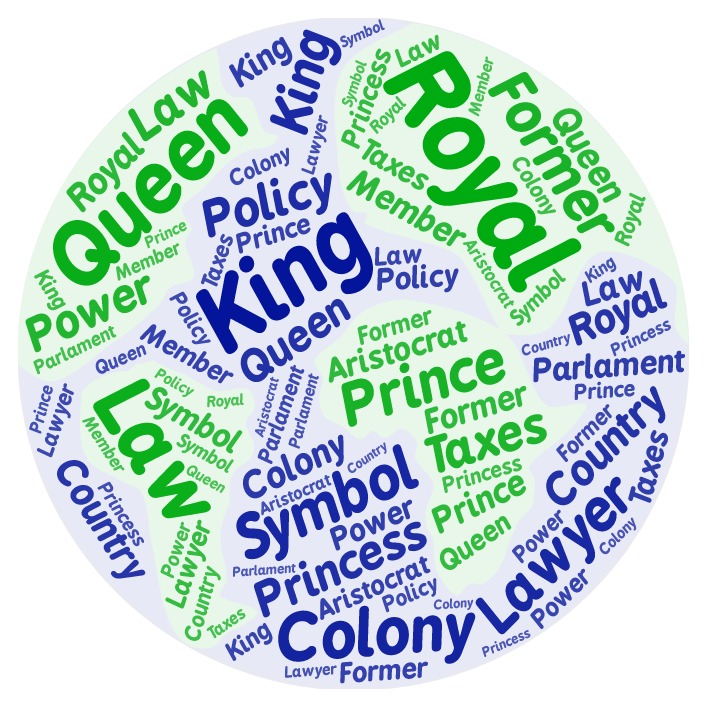 King
King
Symbol
Law
Royal
Queen
Prince
Member
King
Power
Parlament
Symbol
Princess
Law
Royal
Royal
Member
Former
Queen
Colony
Royal
Taxes
Member
Aristocrat
Symbol
Lawyer
Colony
Policy
Prince
Taxes
King
Law
Policy
Queen
Policy
Member
Queen
King
Law
Royal
Country
Princess
Parlament
Prince
Former
Aristocrat
Prince
Former
Taxes
Princess
Prince
Queen
Prince
Lawyer
Law
Policy
Symbol
Royal
Symbol
Member
Queen
Power
Lawyer
Country
Taxes
Princess
Country
Aristocrat
Parlament
Parlament
Colony
Country
Aristocrat
Symbol
Power
Parlament
Princess
Aristocrat
Policy
Colony
Colony
King
Lawyer
Former
Former
Country
Taxes
Power
Lawyer
Colony
Power
Princess